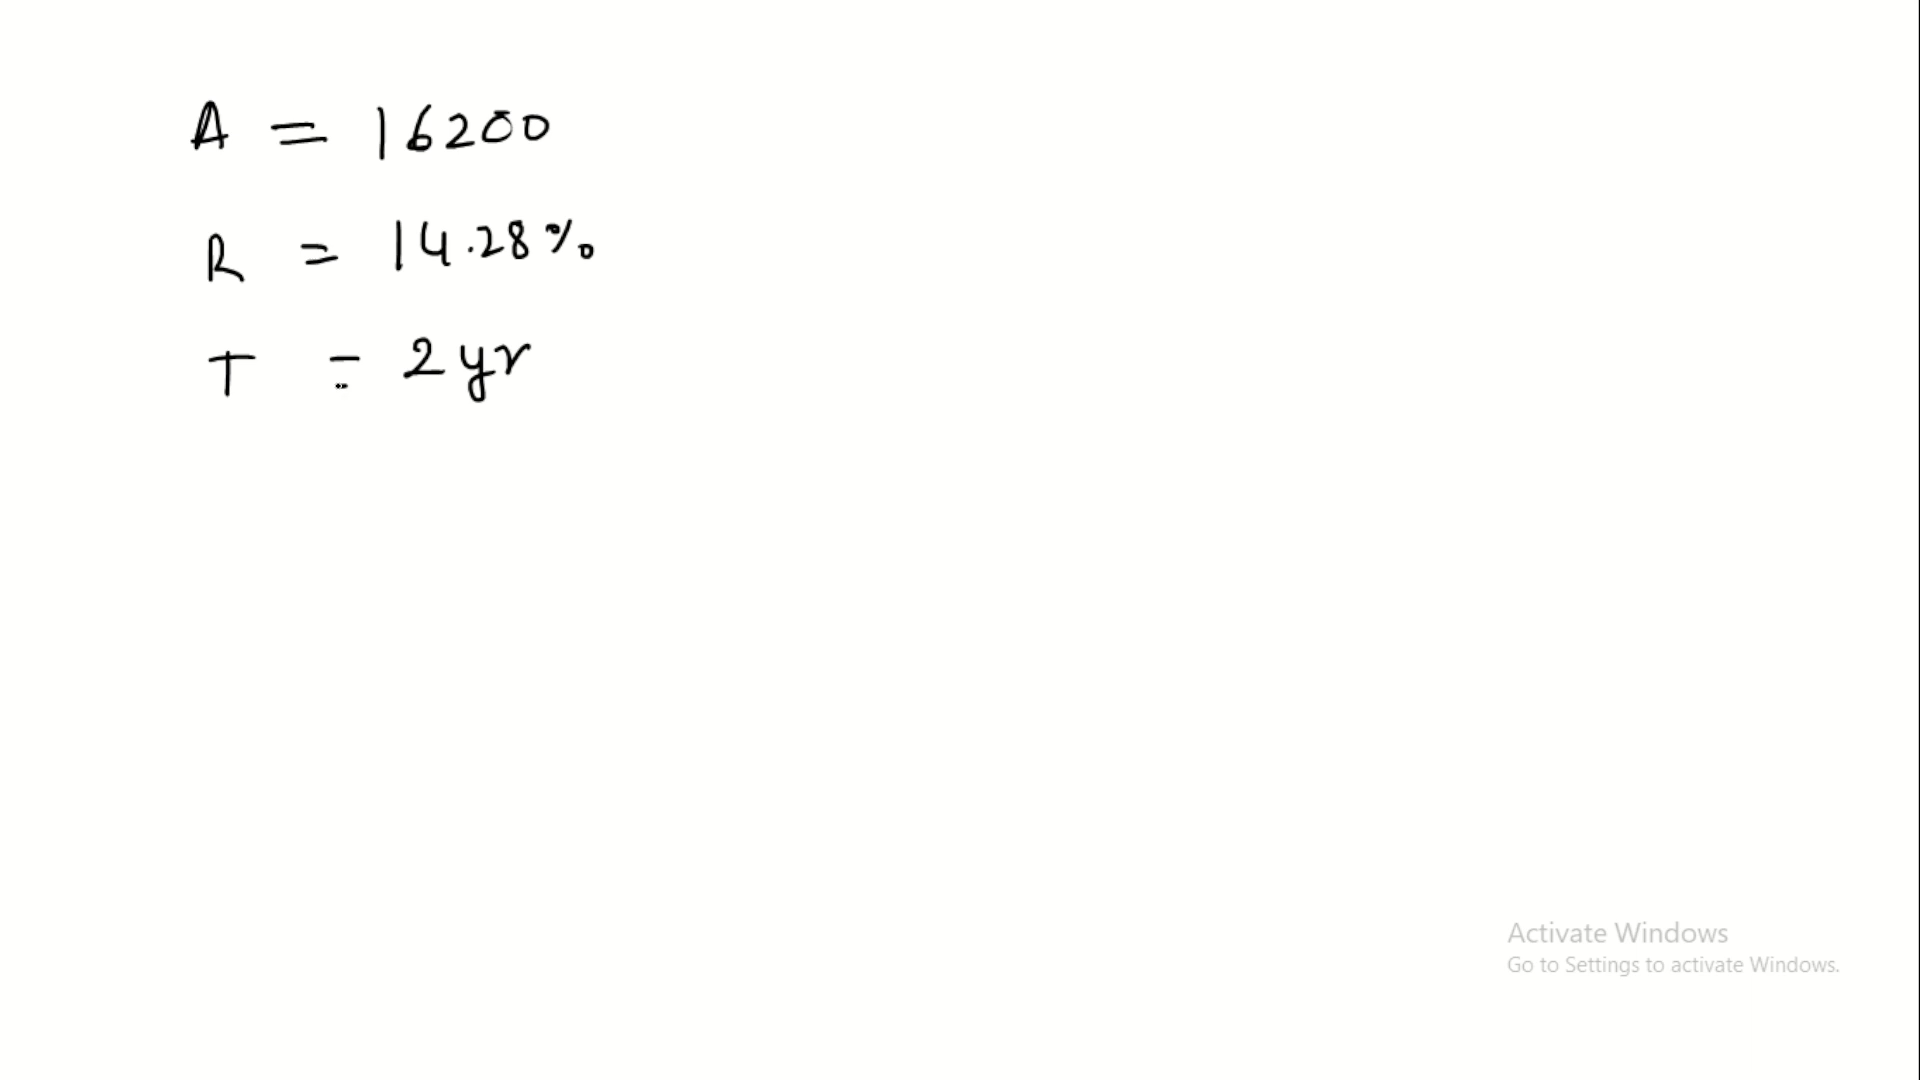 A = 16200
R = 14.28%
T = 2yr
Activate Windows
Go to Settings to activate Windows.